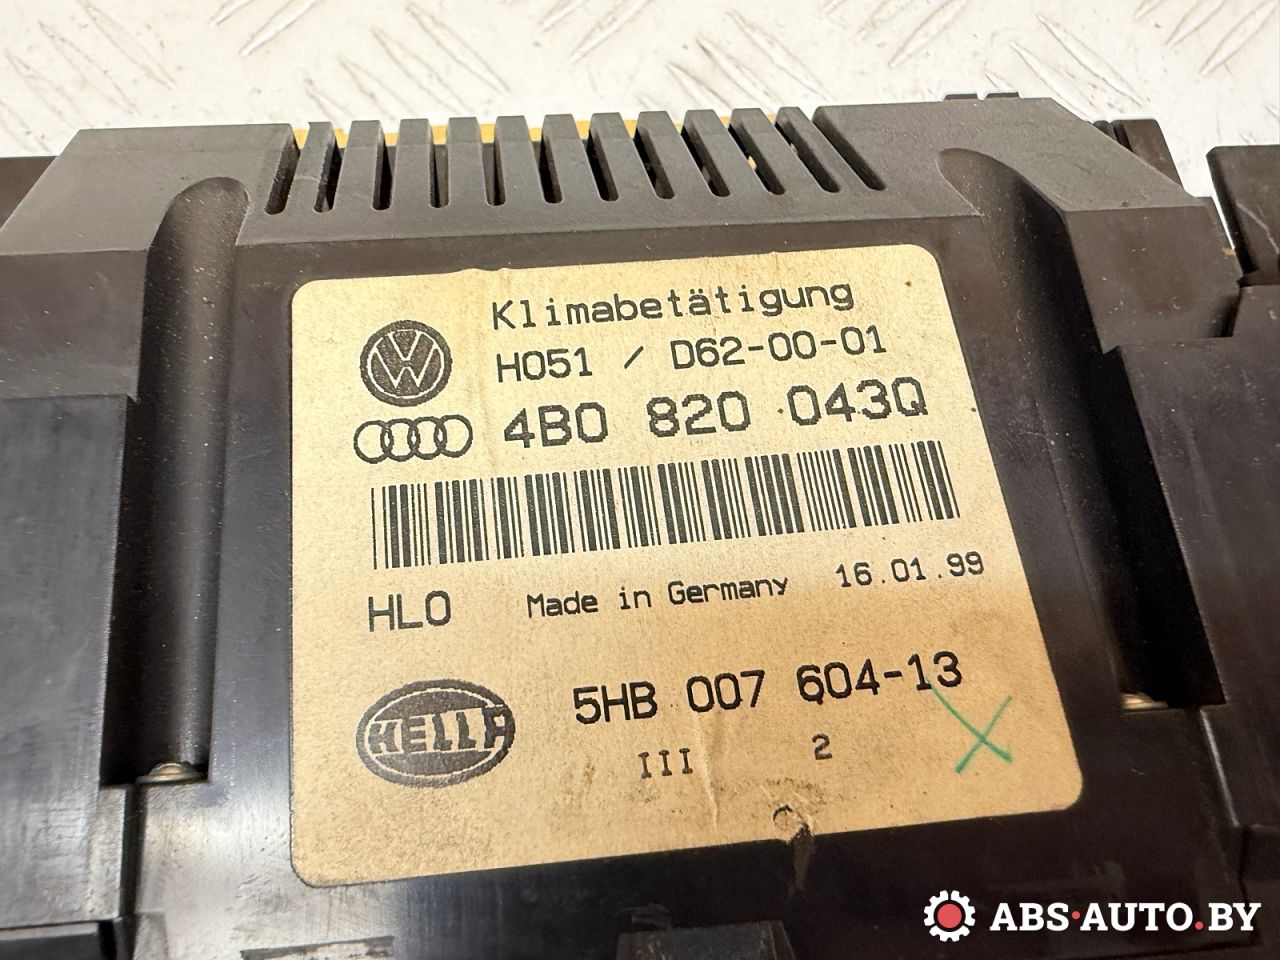 Klimabetätigung
H051 / D62-00-01
4B0 820 043Q
HLO Made in Germany 16.01.99
HELLA 5HB 007 604-13
III 2
ABS·AUTO.BY